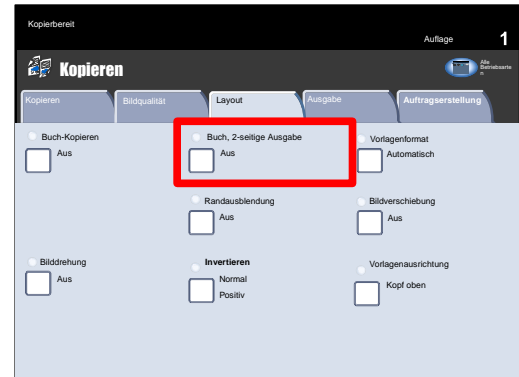 Kopierbereit
Auflage 1
Kopieren
Alle
Betriebsarte
n
Kopieren Bildqualität Layout Ausgabe Auftragserstellung
Buch-Kopieren
Aus
Buch, 2-seitige Ausgabe
Aus
Vorlagenformat
Automatisch
Randausblendung
Aus
Bildverschiebung
Aus
Bilddrehung
Aus
Invertieren
Normal
Positiv
Vorlagenausrichtung
Kopf oben